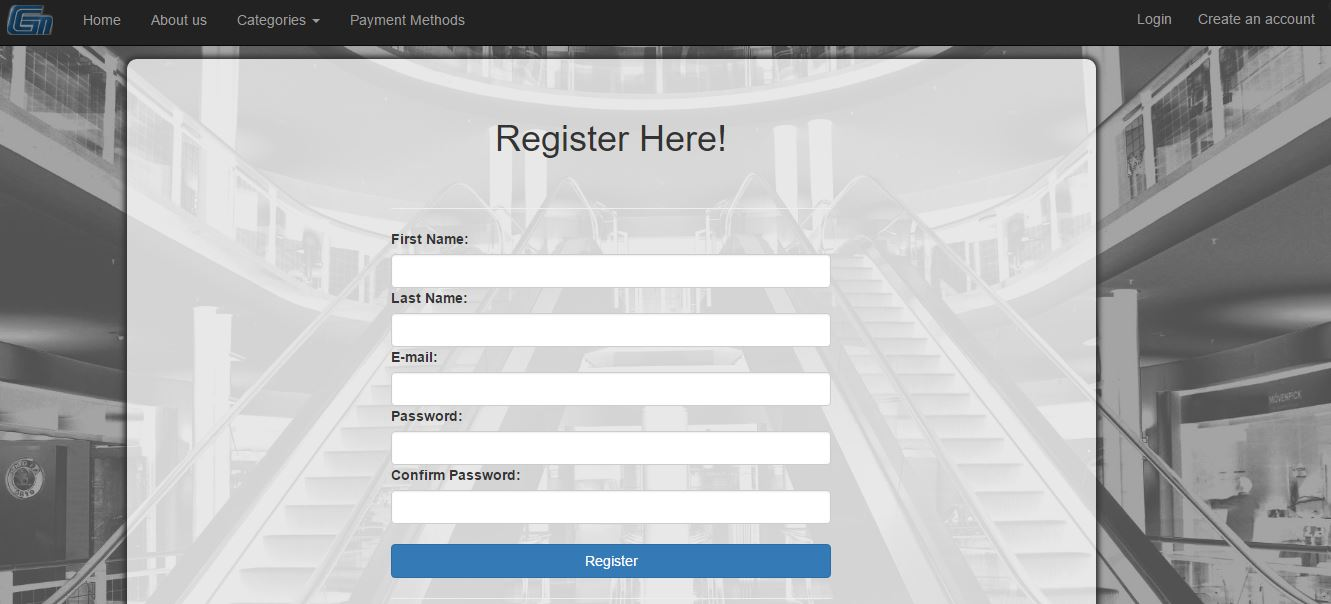 Home About us Categories Payment Methods Login Create an account
Register Here!
First Name:
Last Name:
E-mail:
Password:
MÖVENPICK
Confirm Password:
Register